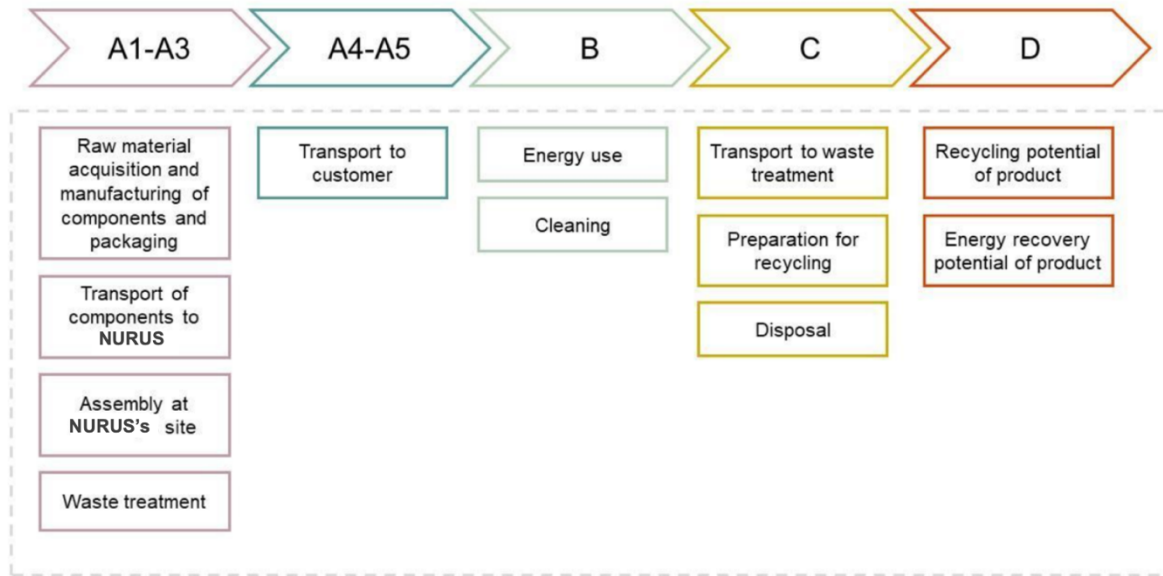 A1-A3
A4-A5
B
C
D
Raw material
acquisition and
manufacturing of
components and
packaging
Transport of
components to
NURUS
Assembly at
NURUS's site
Waste treatment
Transport to
customer
Energy use
Cleaning
Transport to waste
treatment
Preparation for
recycling
Disposal
Recycling potential
of product
Energy recovery
potential of product